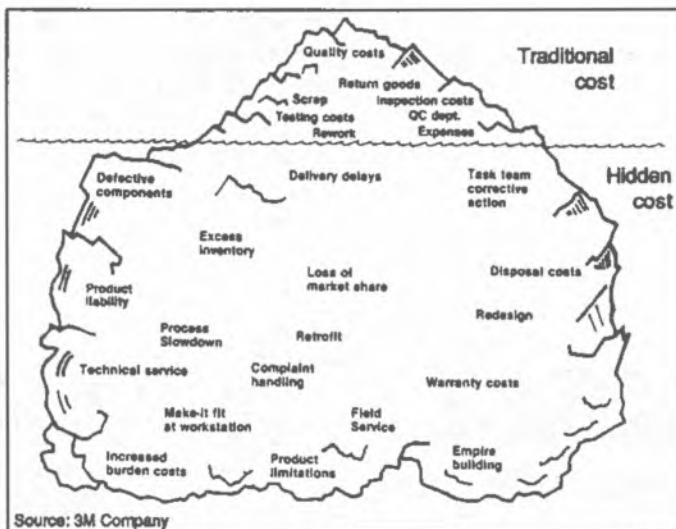 Quality costs
Traditional
cost
Return goods
Scrap
Inspection costs
Testing costs
QC dept.
Rework
Expenses
Defective
components
Delivery delays
Task team
corrective
action
Hidden
cost
Excess
inventory
Loss of
market share
Disposal costs
Product
liability
Redesign
Process
Slowdown
Retrofit
Technical service
Complaint
handling
Warranty costs
Make-it fit
at workstation
Field
Service
Increased
burden costs
Product
limitations
Empire
building
Source: 3M Company